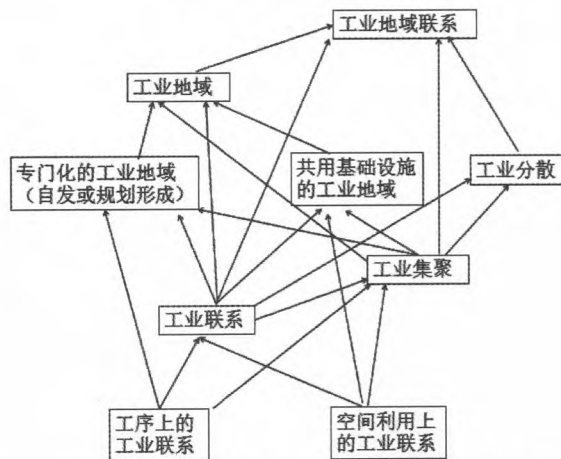 工业地域联系
工业地域
专门化的工业地域
（自发或规划形成）
共用基础设施
的工业地域
工业分散
工业集聚
工业联系
工序上的
工业联系
空间利用上
的工业联系